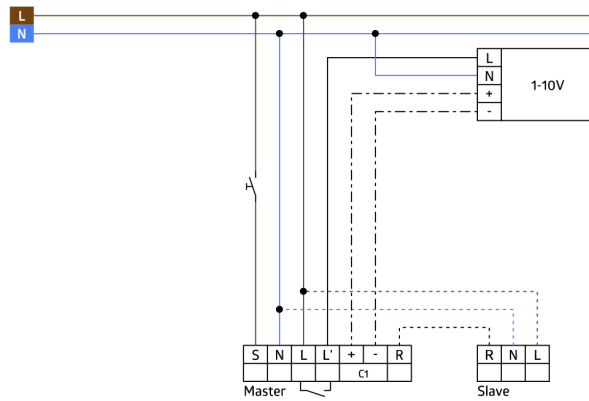 L
N
L
N
+
-
1-10V
S N L L' + - R
C1
R N L
Master
Slave